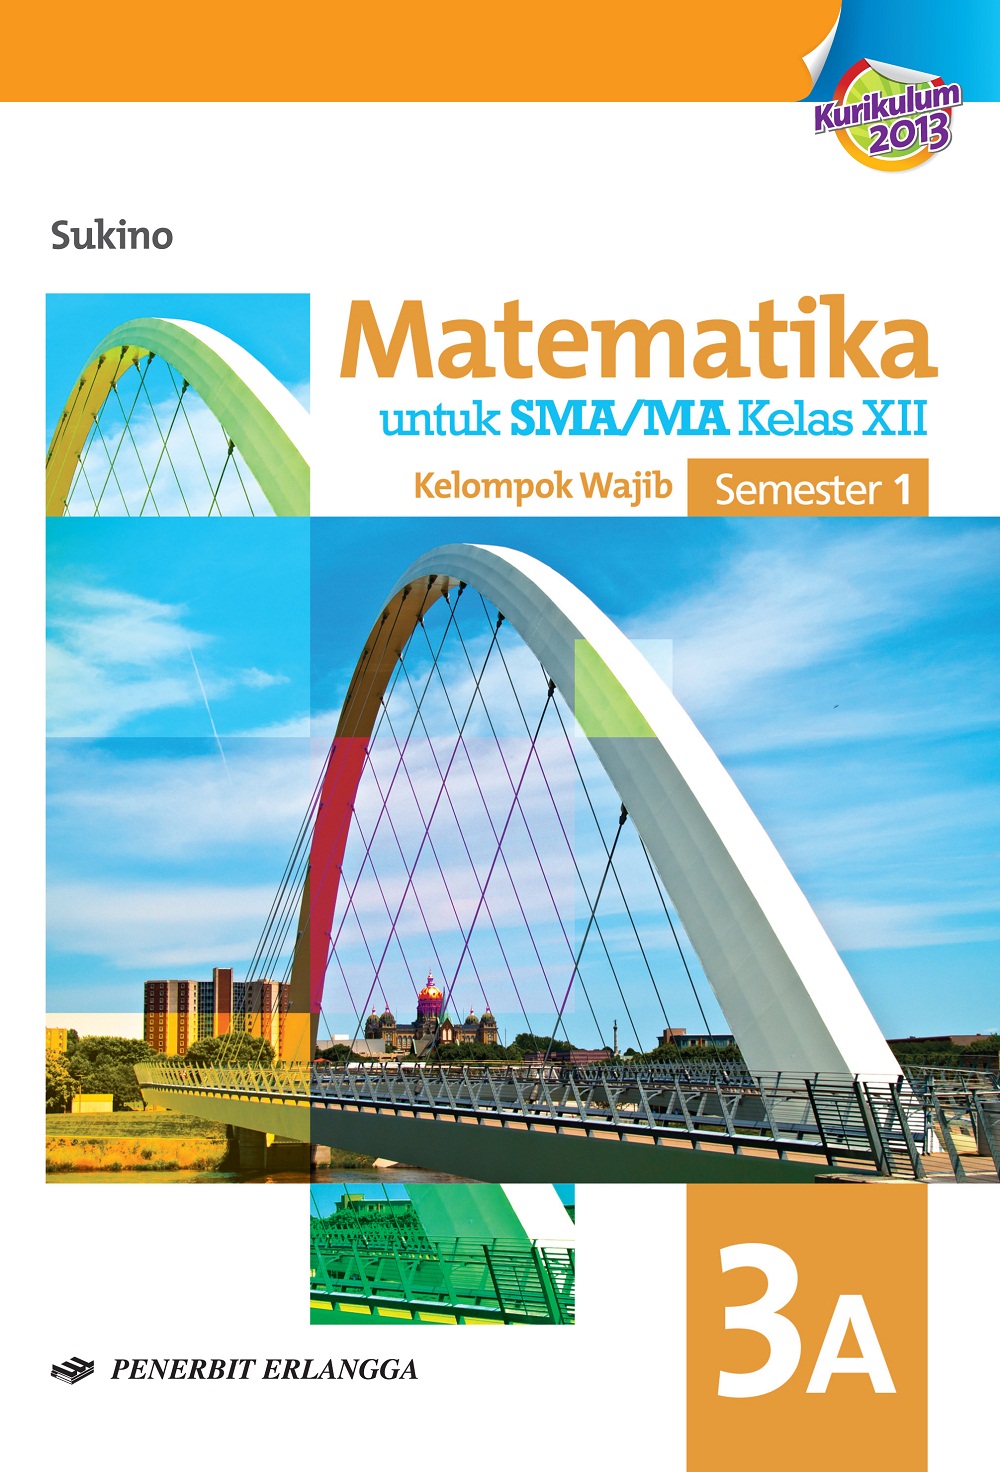 Kurikulum
2013
Sukino
Matematika
untuk SMA/MA Kelas XII
Kelompok Wajib Semester 1
3A
PENERBIT ERLANGGA